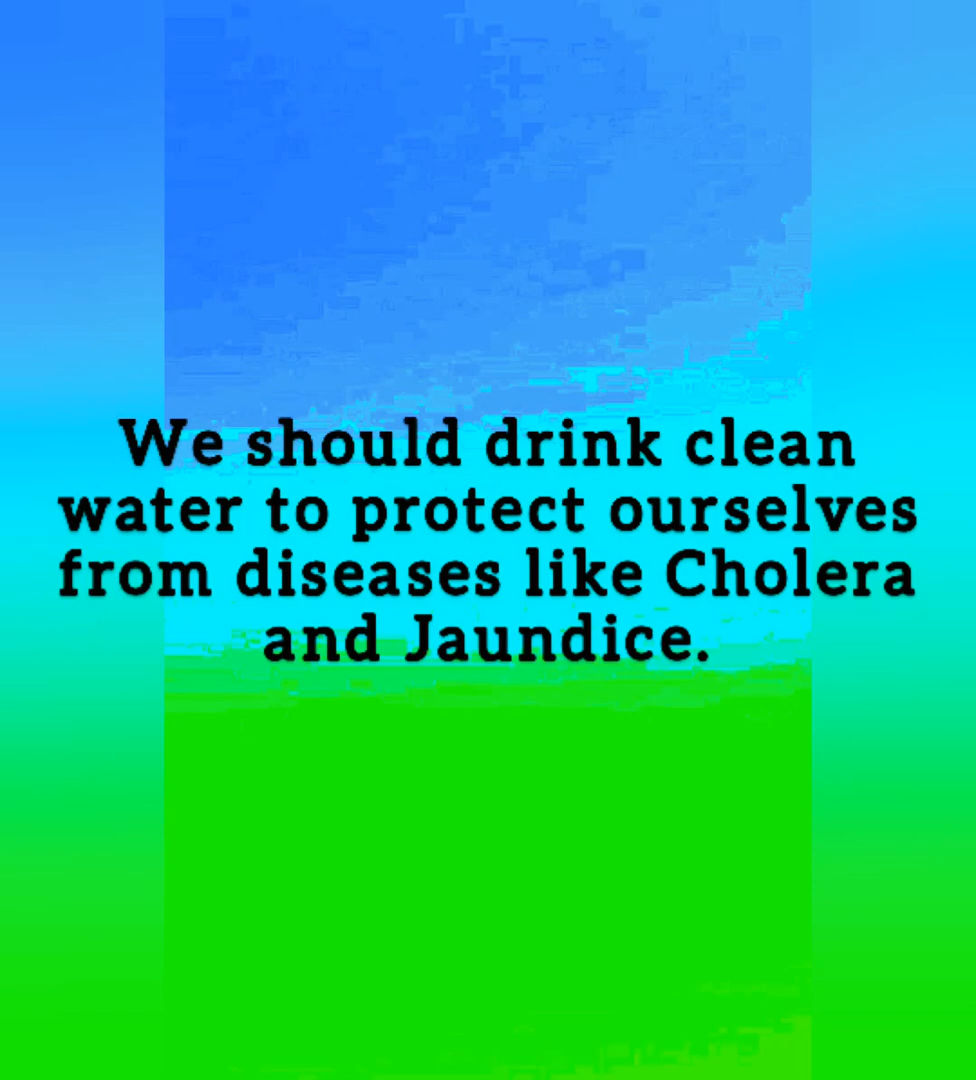 We should drink clean
water to protect ourselves
from diseases like Cholera
and Jaundice.